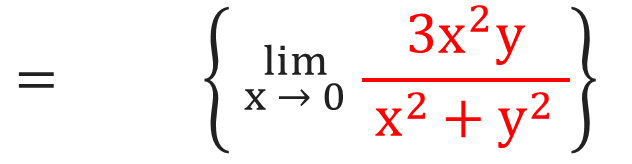 = { lim x → 0 3x²y / x² + y² }